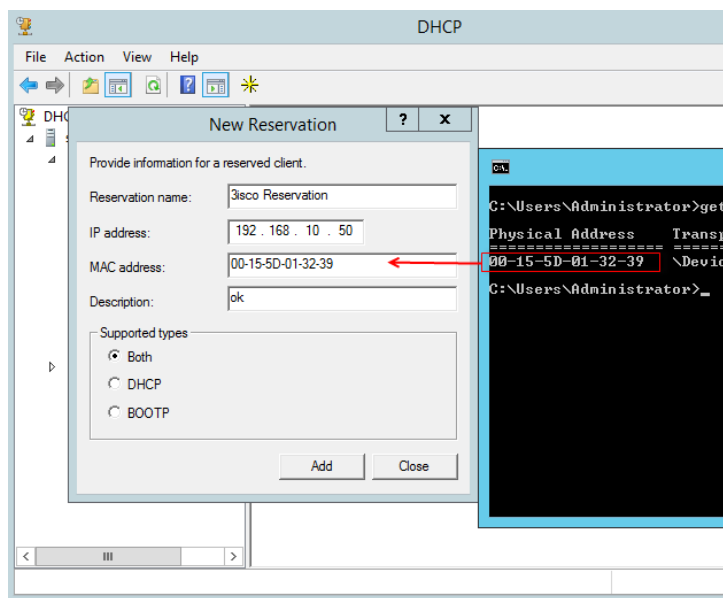 DHCP
File Action View Help
DHC
New Reservation
? x
Provide information for a reserved client.
Reservation name: 3isco Reservation
IP address: 192 . 168 . 10 . 50
MAC address: 00-15-5D-01-32-39
Description: ok
Supported types
Both
DHCP
BOOTP
Add Close
C:\Users\Administrator>get
Physical Address Transp
=================== ======
00-15-5D-01-32-39 \Devic
C:\Users\Administrator>_